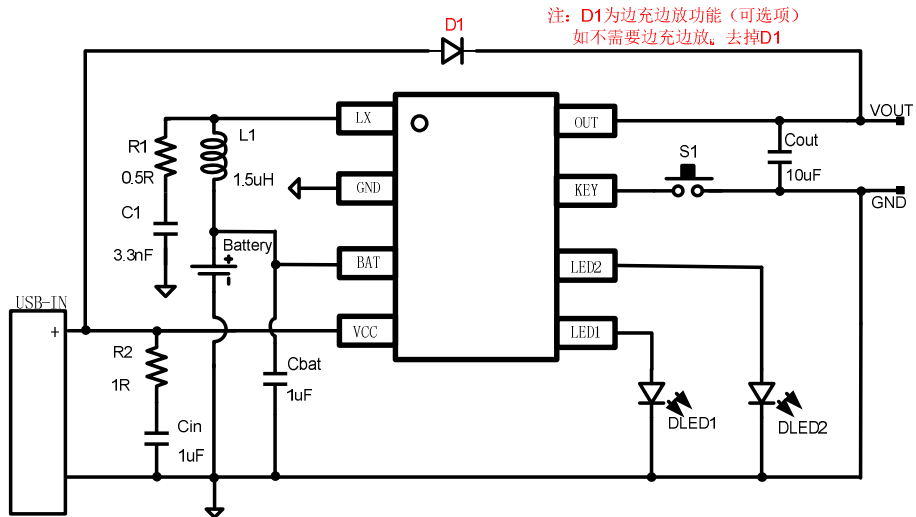 注：D1为边充边放功能（可选项）
如不需要边充边放，去掉D1
D1
LX
OUT
VOUT
L1
R1
Cout
S1
0.5R
1.5uH
10uF
GND
KEY
GND
C1
Battery
+
3.3nF
BAT
LED2
-
USB-IN
+
VCC
LED1
R2
Cbat
1R
1uF
DLED1
DLED2
Cin
1uF